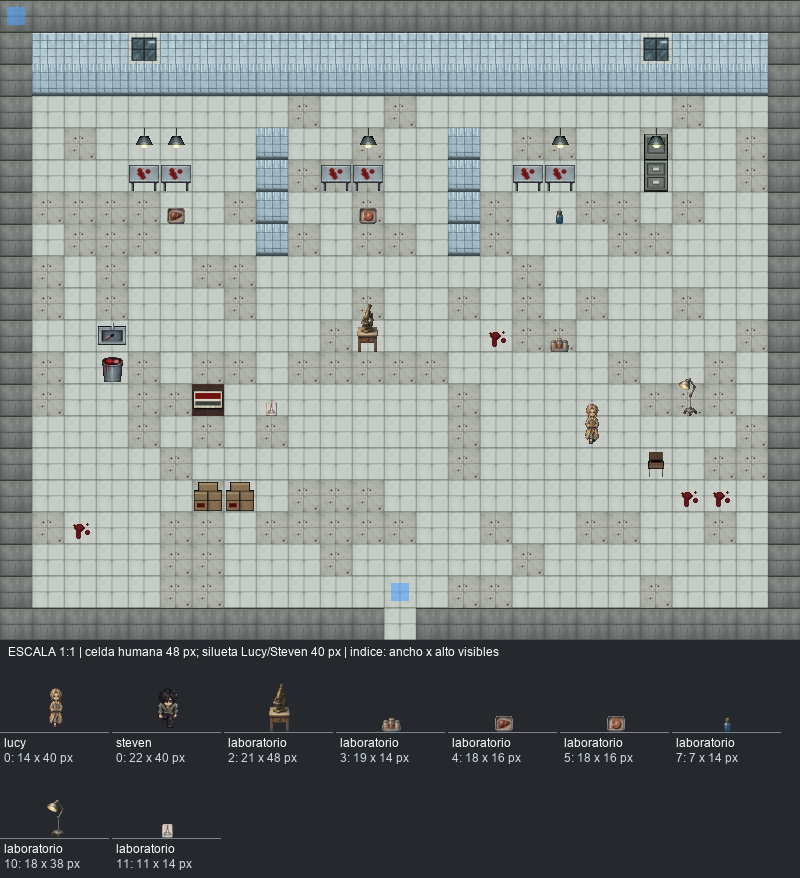 ESCALA 1:1 | celda humana 48 px; silueta Lucy/Steven 40 px | indice: ancho x alto visibles
lucy
0: 14 x 40 px
steven
0: 22 x 40 px
laboratorio
2: 21 x 48 px
laboratorio
3: 19 x 14 px
laboratorio
4: 18 x 16 px
laboratorio
5: 18 x 16 px
laboratorio
7: 7 x 14 px
laboratorio
10: 18 x 38 px
laboratorio
11: 11 x 14 px